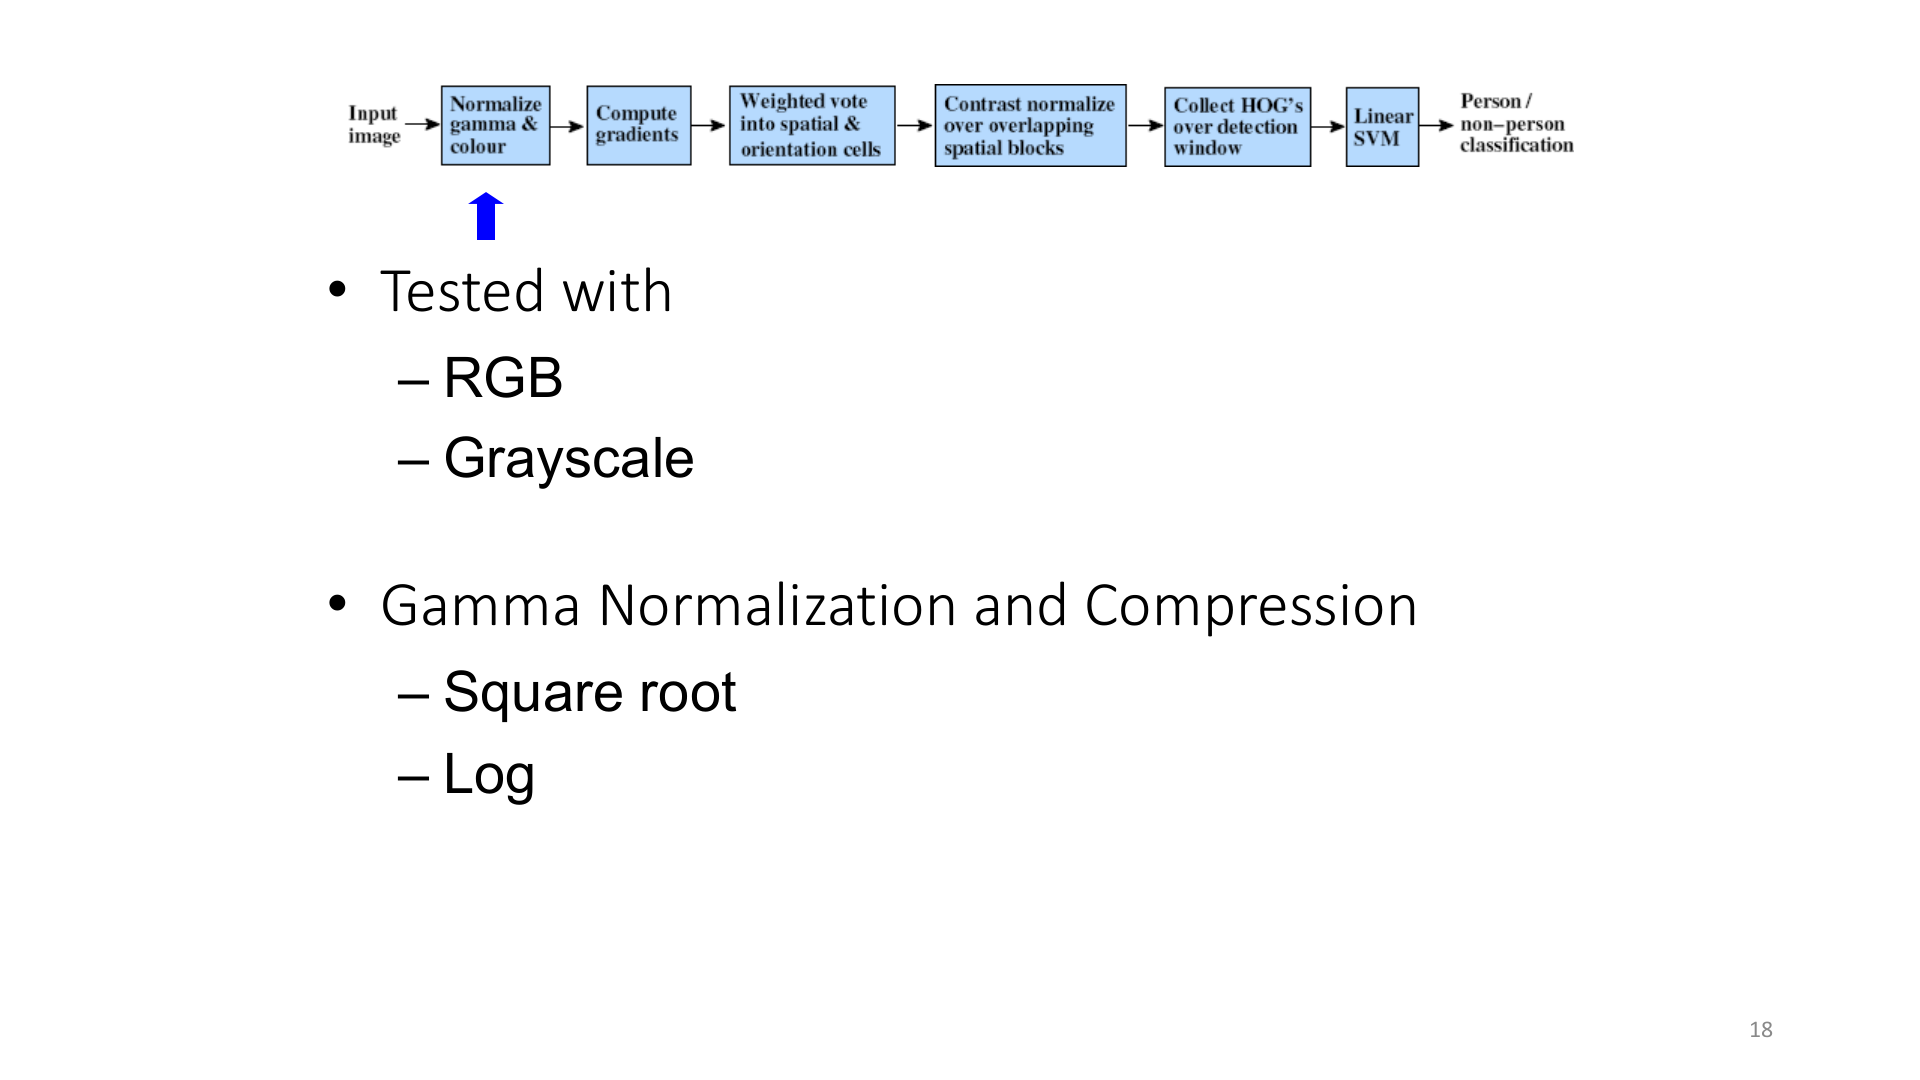 Input
image
Normalize
gamma &
colour
Compute
gradients
Weighted vote
into spatial &
orientation cells
Contrast normalize
over overlapping
spatial blocks
Collect HOG's
over detection
window
Linear
SVM
Person /
non–person
classification
• Tested with
– RGB
– Grayscale
• Gamma Normalization and Compression
– Square root
– Log
18